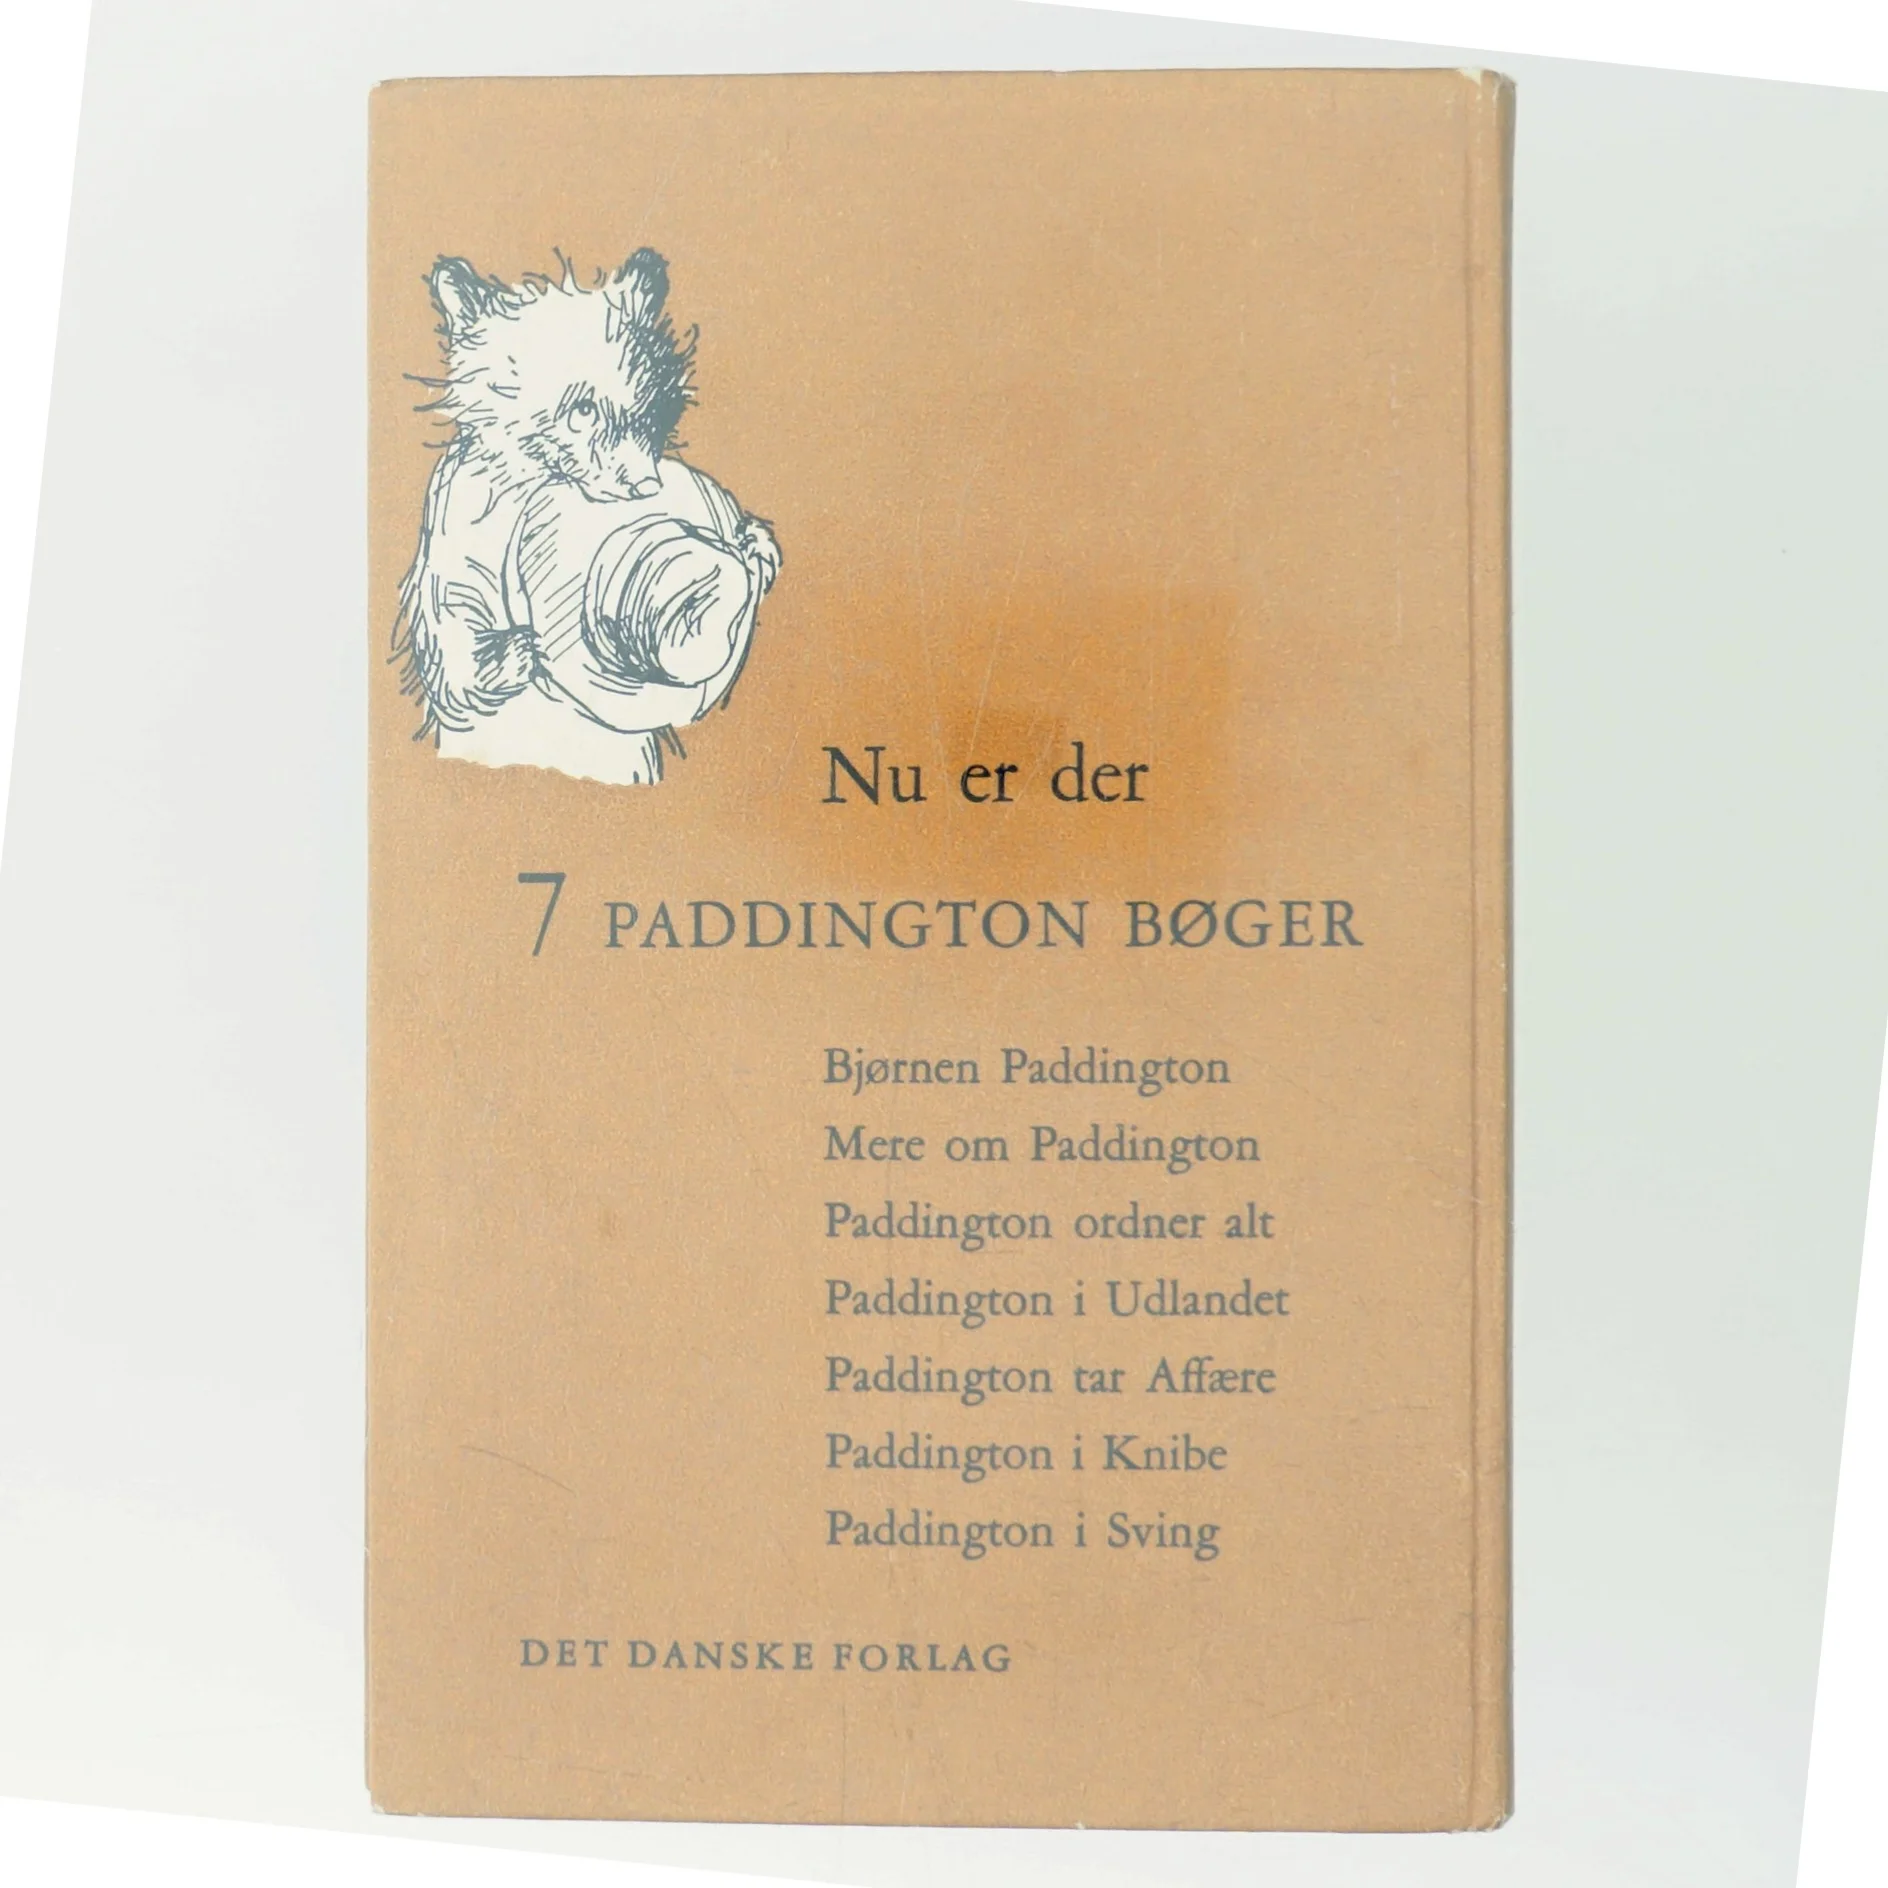 Nu er der
7 PADDINGTON BØGER
Bjørnen Paddington
Mere om Paddington
Paddington ordner alt
Paddington i Udlandet
Paddington tar Affære
Paddington i Knibe
Paddington i Sving
DET DANSKE FORLAG